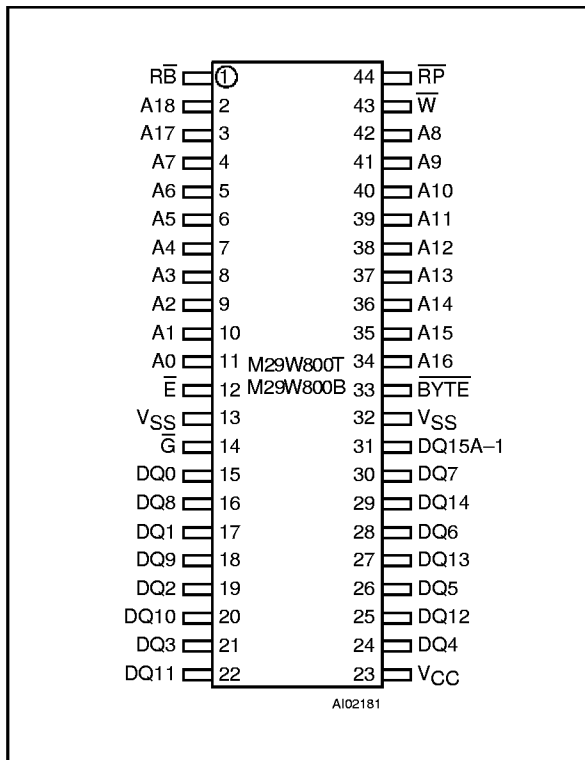 RB̅ 1 44 R̅P̅
A18 2 43 W̅
A17 3 42 A8
A7 4 41 A9
A6 5 40 A10
A5 6 39 A11
A4 7 38 A12
A3 8 37 A13
A2 9 36 A14
A1 10 35 A15
A0 11 M29W800T 34 A16
E̅ 12 M29W800B 33 B̅Y̅T̅E̅
VSS 13 32 VSS
G̅ 14 31 DQ15A–1
DQ0 15 30 DQ7
DQ8 16 29 DQ14
DQ1 17 28 DQ6
DQ9 18 27 DQ13
DQ2 19 26 DQ5
DQ10 20 25 DQ12
DQ3 21 24 DQ4
DQ11 22 23 VCC
AI02181